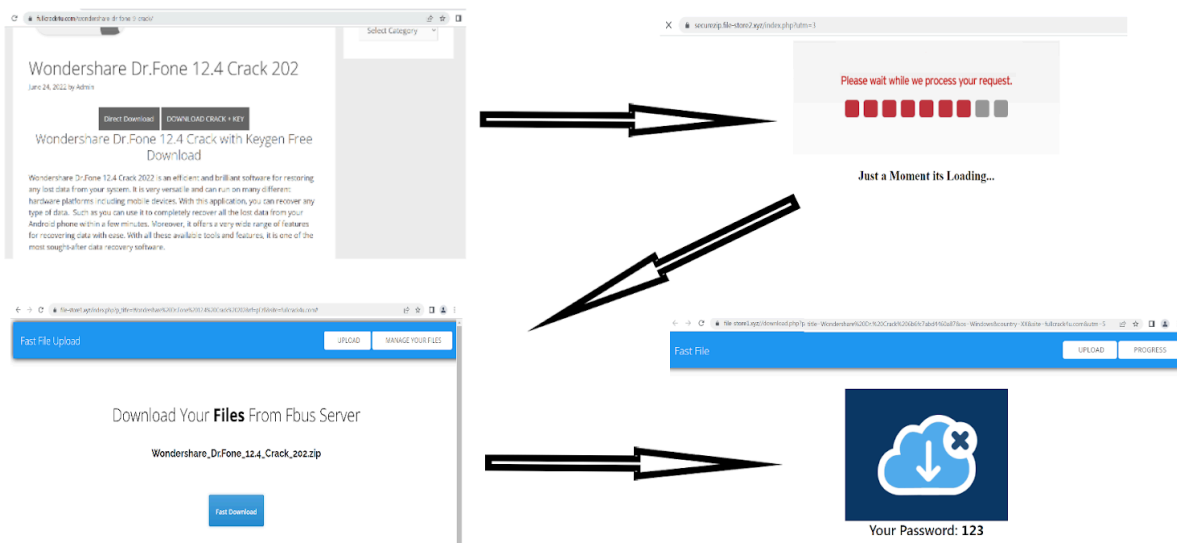 Select Category
Wondershare Dr.Fone 12.4 Crack 202
June 24, 2022 by Admin
Direct Download
DOWNLOAD CRACK + KEY
Wondershare Dr.Fone 12.4 Crack with Keygen Free
Download
Wondershare Dr.Fone 12.4 Crack 2022 is an efficient and brilliant software for restoring
any lost data from your system. It is very versatile and can run on many different
hardware platforms including mobile devices. With this application, you can recover any
type of data. Such as you can use it to completely recover all the lost data from your
Android phone within a few minutes. Moreover, it offers a very wide range of features
for recovering data with ease. With all these available tools and features, it is one of the
most sought-after data recovery software.
securezip.file-store2.xyz/index.php?utm=3
Please wait while we process your request.
Just a Moment its Loading...
Fast File Upload
UPLOAD
MANAGE YOUR FILES
Download Your Files From Fbus Server
Wondershare_Dr.Fone_12.4_Crack_202.zip
Fast Download
Fast File
UPLOAD
PROGRESS
Your Password: 123